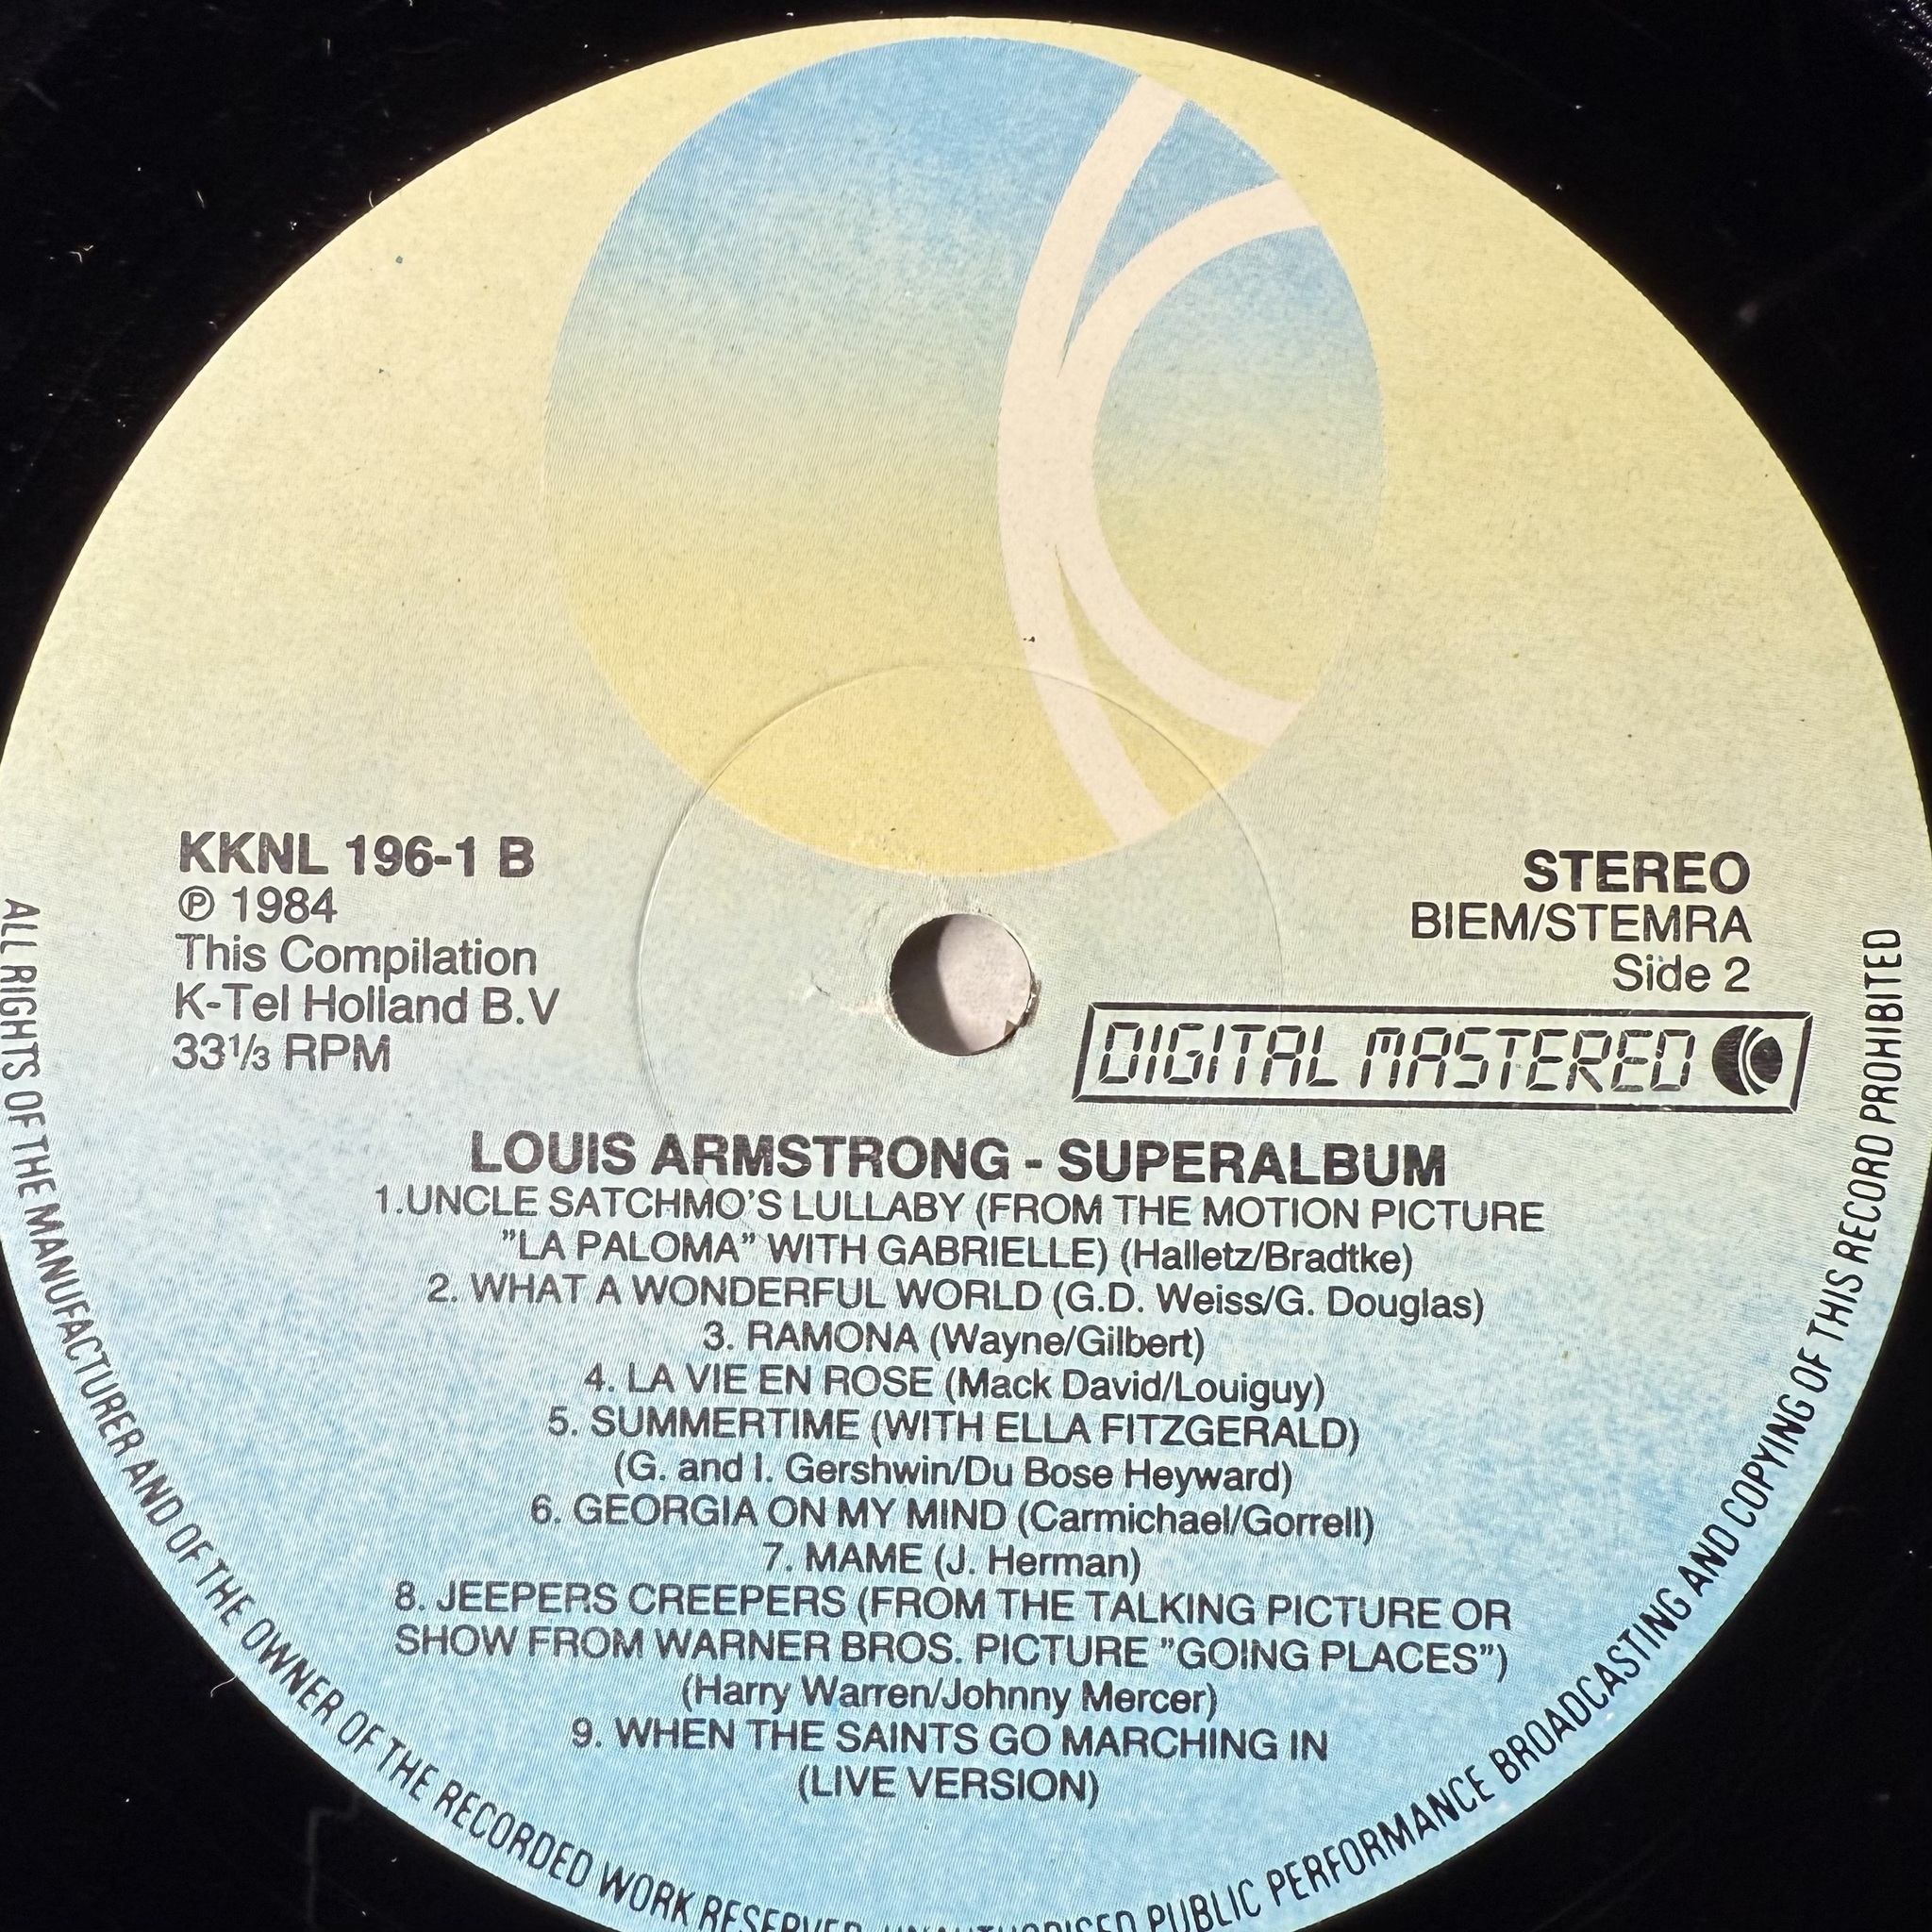 KKNL 196-1 B
℗ 1984
This Compilation
K-Tel Holland B.V
33⅓ RPM
STEREO
BIEM/STEMRA
Side 2
DIGITAL MASTERED
LOUIS ARMSTRONG - SUPERALBUM
1.UNCLE SATCHMO'S LULLABY (FROM THE MOTION PICTURE
"LA PALOMA" WITH GABRIELLE) (Halletz/Bradtke)
2. WHAT A WONDERFUL WORLD (G.D. Weiss/G. Douglas)
3. RAMONA (Wayne/Gilbert)
4. LA VIE EN ROSE (Mack David/Louiguy)
5. SUMMERTIME (WITH ELLA FITZGERALD)
(G. and I. Gershwin/Du Bose Heyward)
6. GEORGIA ON MY MIND (Carmichael/Gorrell)
7. MAME (J. Herman)
8. JEEPERS CREEPERS (FROM THE TALKING PICTURE OR
SHOW FROM WARNER BROS. PICTURE "GOING PLACES")
(Harry Warren/Johnny Mercer)
9. WHEN THE SAINTS GO MARCHING IN
(LIVE VERSION)
ALL RIGHTS OF THE MANUFACTURER AND OF THE OWNER OF THE RECORDED WORK RESERVED UNAUTHORISED PUBLIC PERFORMANCE BROADCASTING AND COPYING OF THIS RECORD PROHIBITED